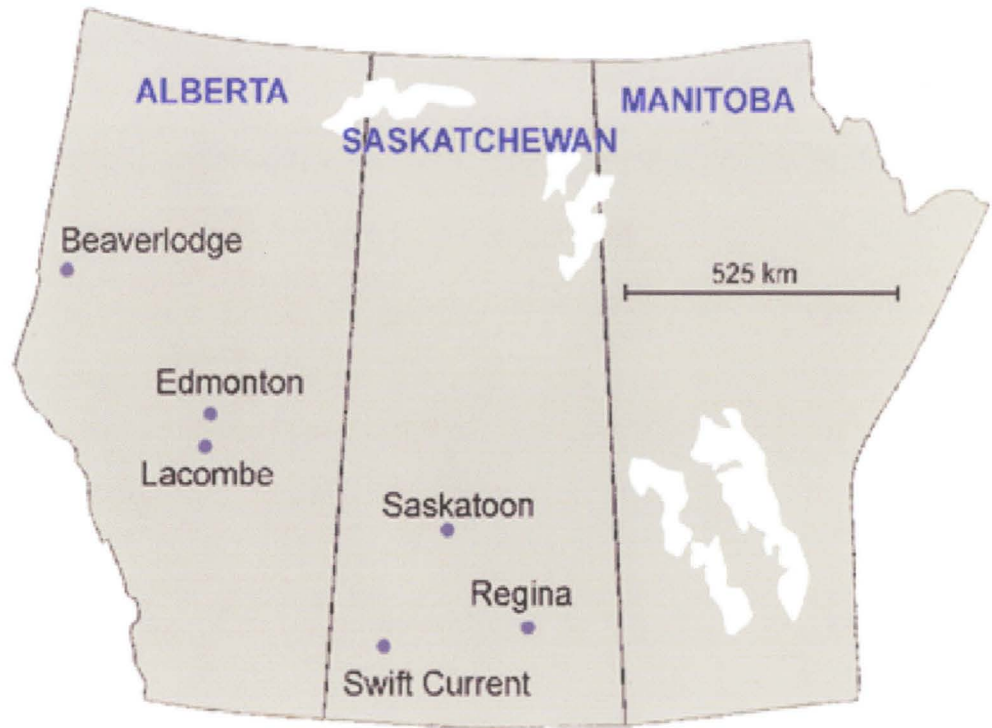 ALBERTA
MANITOBA
SASKATCHEWAN
Beaverlodge
525 km
Edmonton
Lacombe
Saskatoon
Regina
Swift Current